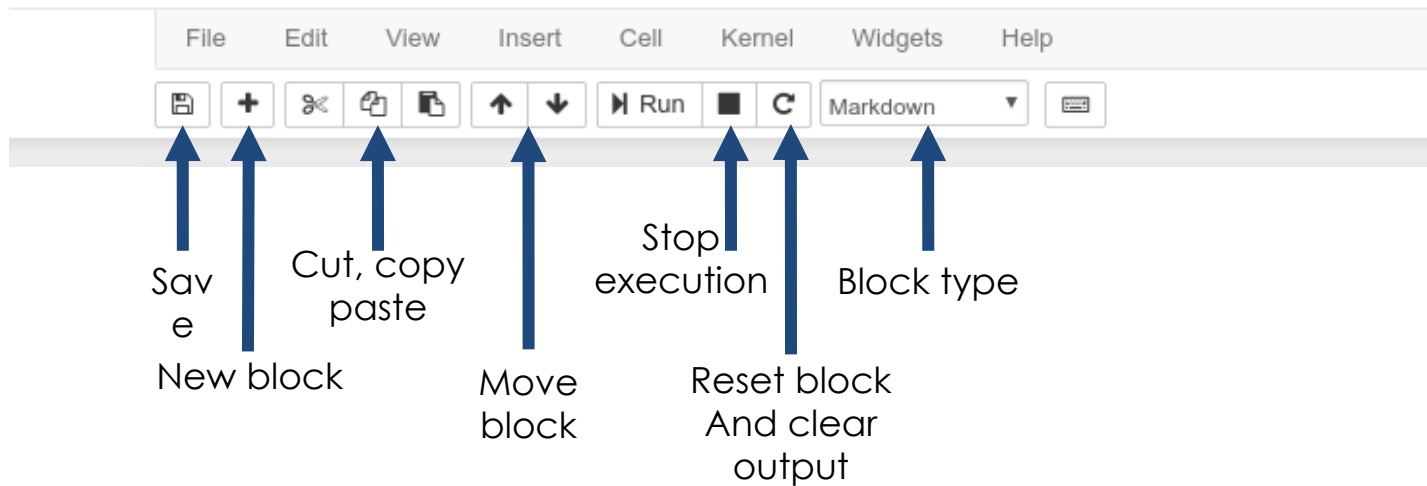 File Edit View Insert Cell Kernel Widgets Help
Run Markdown
Sav
e
Cut, copy
paste
Stop
execution
Block type
New block
Move
block
Reset block
And clear
output